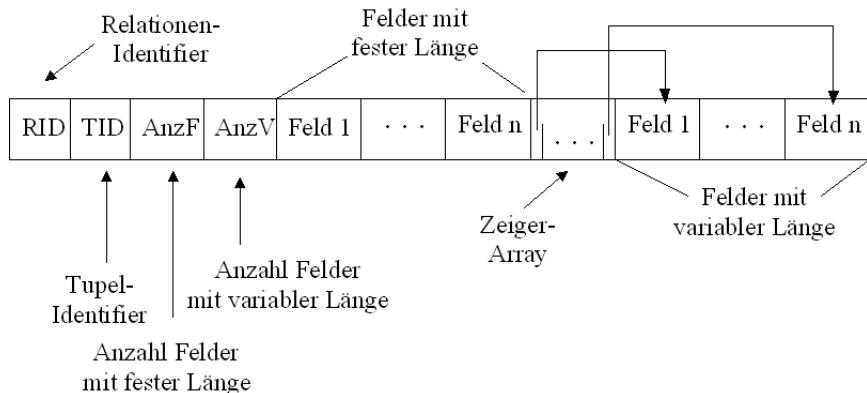 Relationen-
Identifier
Felder mit
fester Länge
RID TID AnzF AnzV Feld 1 · · · Feld n · · · Feld 1 · · · Feld n
Felder mit
variabler Länge
Zeiger-
Array
Anzahl Felder
mit variabler Länge
Tupel-
Identifier
Anzahl Felder
mit fester Länge